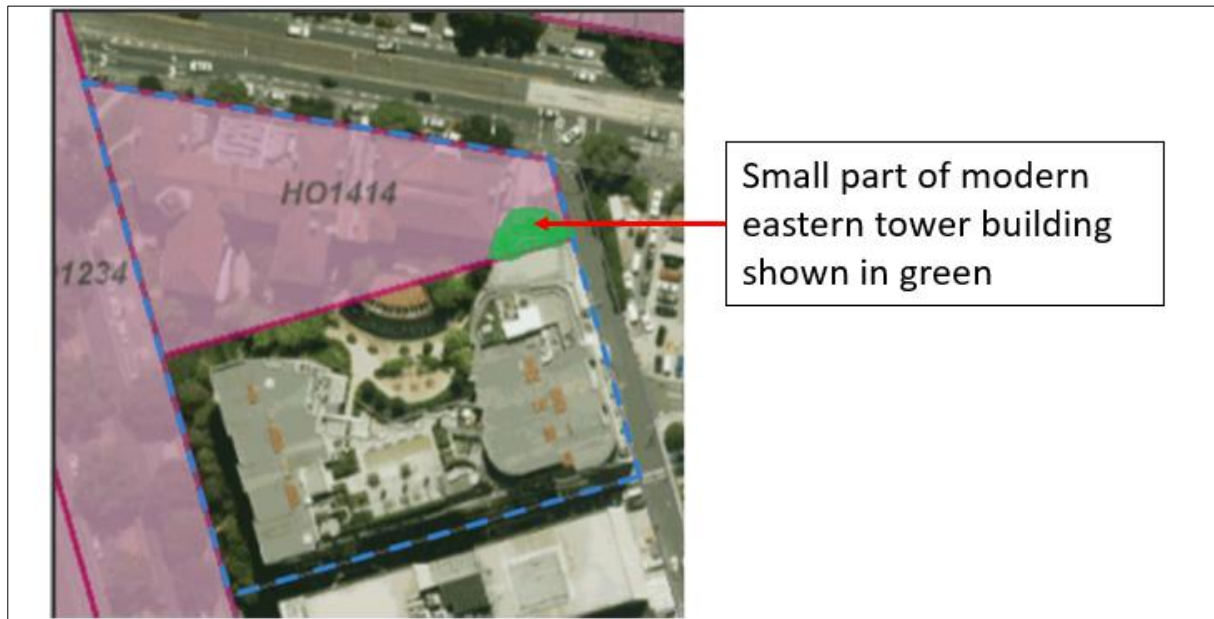 HO1414
1234
Small part of modern
eastern tower building
shown in green